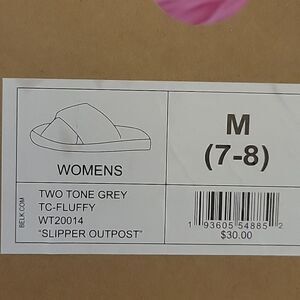 WOMENS
M
(7-8)
BELK.COM
TWO TONE GREY
TC-FLUFFY
WT20014
"SLIPPER OUTPOST"
1 93605 54885 2
$30.00